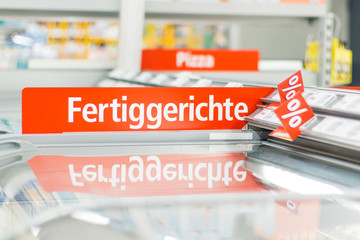 Pizza
Fertiggerichte
%
%